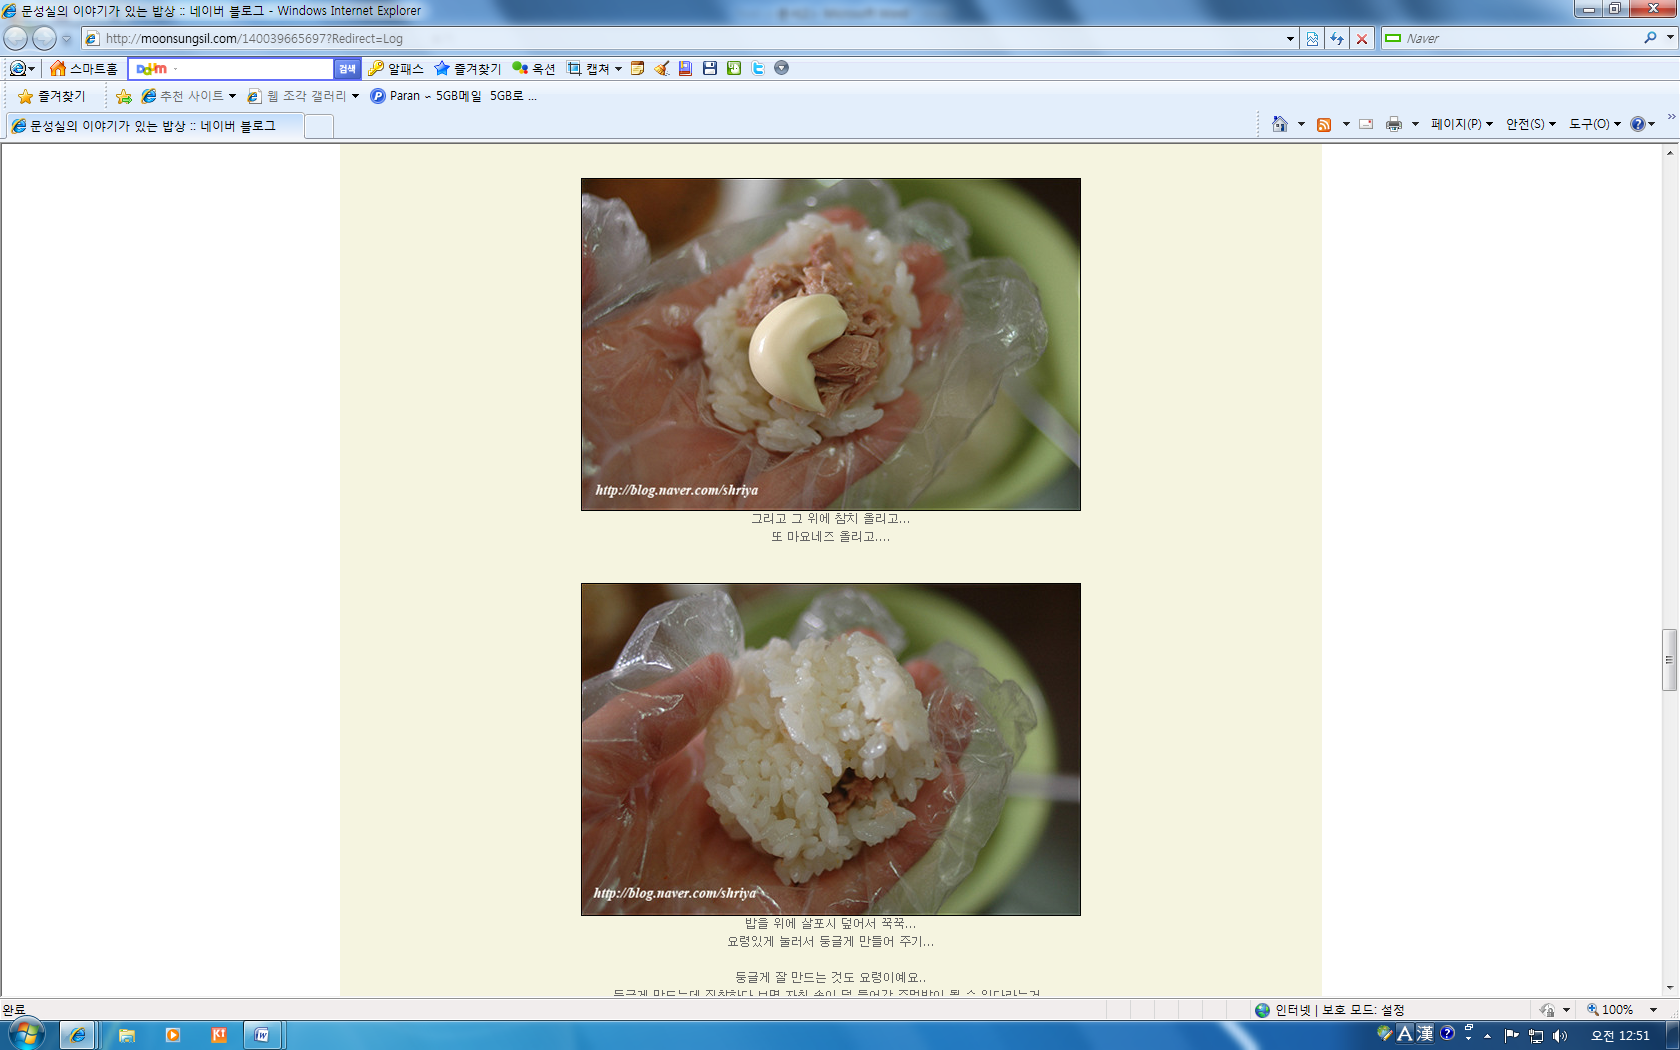 문성실의 이야기가 있는 밥상 :: 네이버 블로그 - Windows Internet Explorer
http://moonsungsil.com/140039665697?Redirect=Log
Naver
스마트홈
Daum
검색
알패스
즐겨찾기
옥션
캡쳐
즐겨찾기
추천 사이트
웹 조각 갤러리
Paran - 5GB메일 5GB로 ...
문성실의 이야기가 있는 밥상 :: 네이버 블로그
페이지(P)
안전(S)
도구(O)
http://blog.naver.com/shriya
그리고 그 위에 참치 올리고...
또 마요네즈 올리고....
http://blog.naver.com/shriya
밥을 위에 살포시 덮어서 꾹꾹...
요령있게 눌러서 둥글게 만들어 주기...
둥글게 잘 만드는 것도 요령이예요..
완료
인터넷 | 보호 모드: 설정
100%
A 漢
오전 12:51